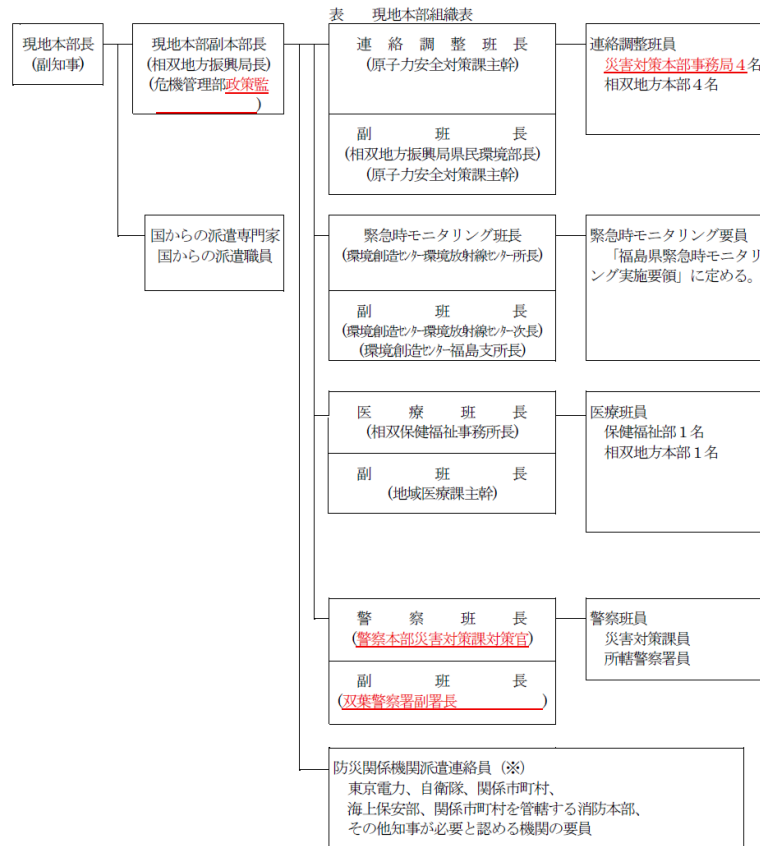 表　現地本部組織表
現地本部長
(副知事)
現地本部副本部長
(相双地方振興局長)
(危機管理部政策監
)
国からの派遣専門家
国からの派遣職員
連絡調整班長
(原子力安全対策課主幹)
副班長
(相双地方振興局県民環境部長)
(原子力安全対策課主幹)
連絡調整班員
災害対策本部事務局４名
相双地方本部４名
緊急時モニタリング班長
(環境創造ｾﾝﾀｰ環境放射線ｾﾝﾀｰ所長)
副班長
(環境創造ｾﾝﾀｰ環境放射線ｾﾝﾀｰ次長)
(環境創造ｾﾝﾀｰ福島支所長)
緊急時モニタリング要員
「福島県緊急時モニタリ
ング実施要領」に定める。
医療班長
(相双保健福祉事務所長)
副班長
(地域医療課主幹)
医療班員
保健福祉部１名
相双地方本部１名
警察班長
(警察本部災害対策課対策官)
副班長
(双葉警察署副署長　　　　　　)
警察班員
災害対策課員
所轄警察署員
防災関係機関派遣連絡員（※）
東京電力、自衛隊、関係市町村、
海上保安部、関係市町村を管轄する消防本部、
その他知事が必要と認める機関の要員